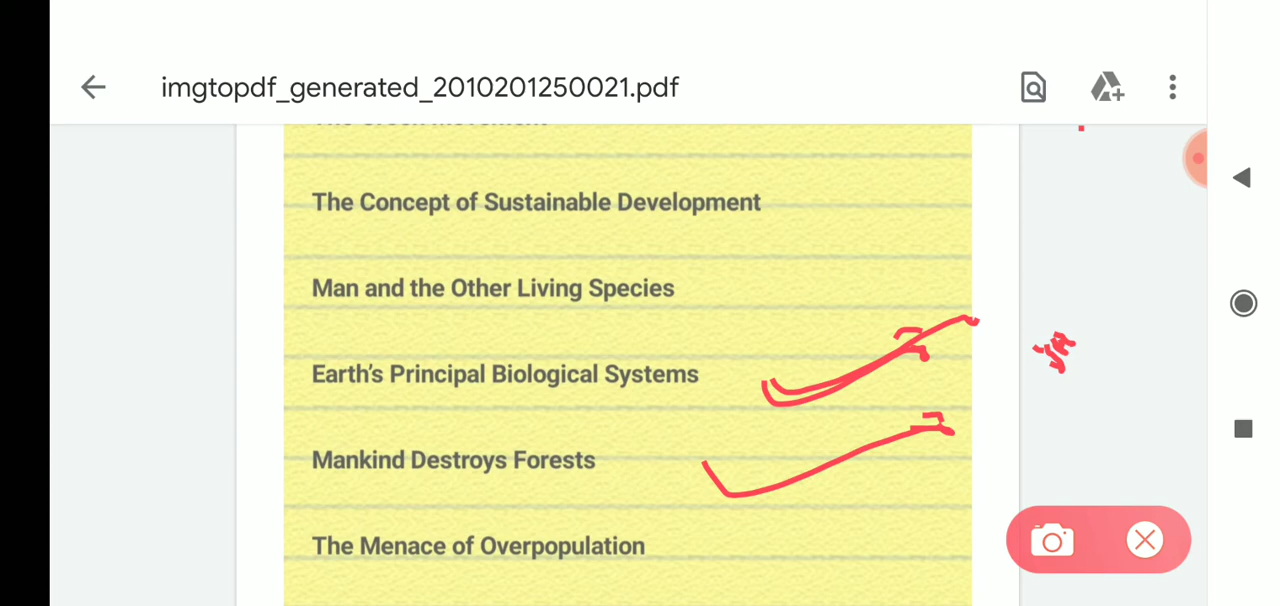 imgtopdf_generated_2010201250021.pdf
The Concept of Sustainable Development
Man and the Other Living Species
Earth's Principal Biological Systems
Mankind Destroys Forests
The Menace of Overpopulation